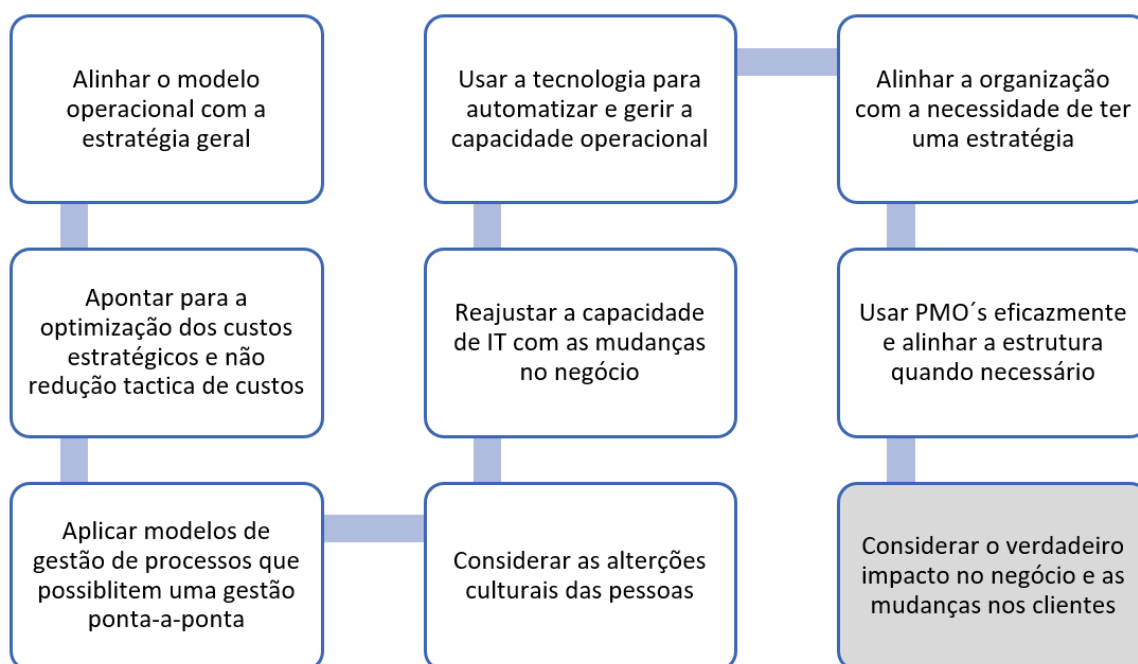 Alinhar o modelo
operacional com a
estratégia geral
Apontar para a
optimização dos custos
estratégicos e não
redução tactica de custos
Aplicar modelos de
gestão de processos que
possiblitem uma gestão
ponta-a-ponta
Considerar as alterções
culturais das pessoas
Reajustar a capacidade
de IT com as mudanças
no negócio
Usar a tecnologia para
automatizar e gerir a
capacidade operacional
Alinhar a organização
com a necessidade de ter
uma estratégia
Usar PMO´s eficazmente
e alinhar a estrutura
quando necessário
Considerar o verdadeiro
impacto no negócio e as
mudanças nos clientes